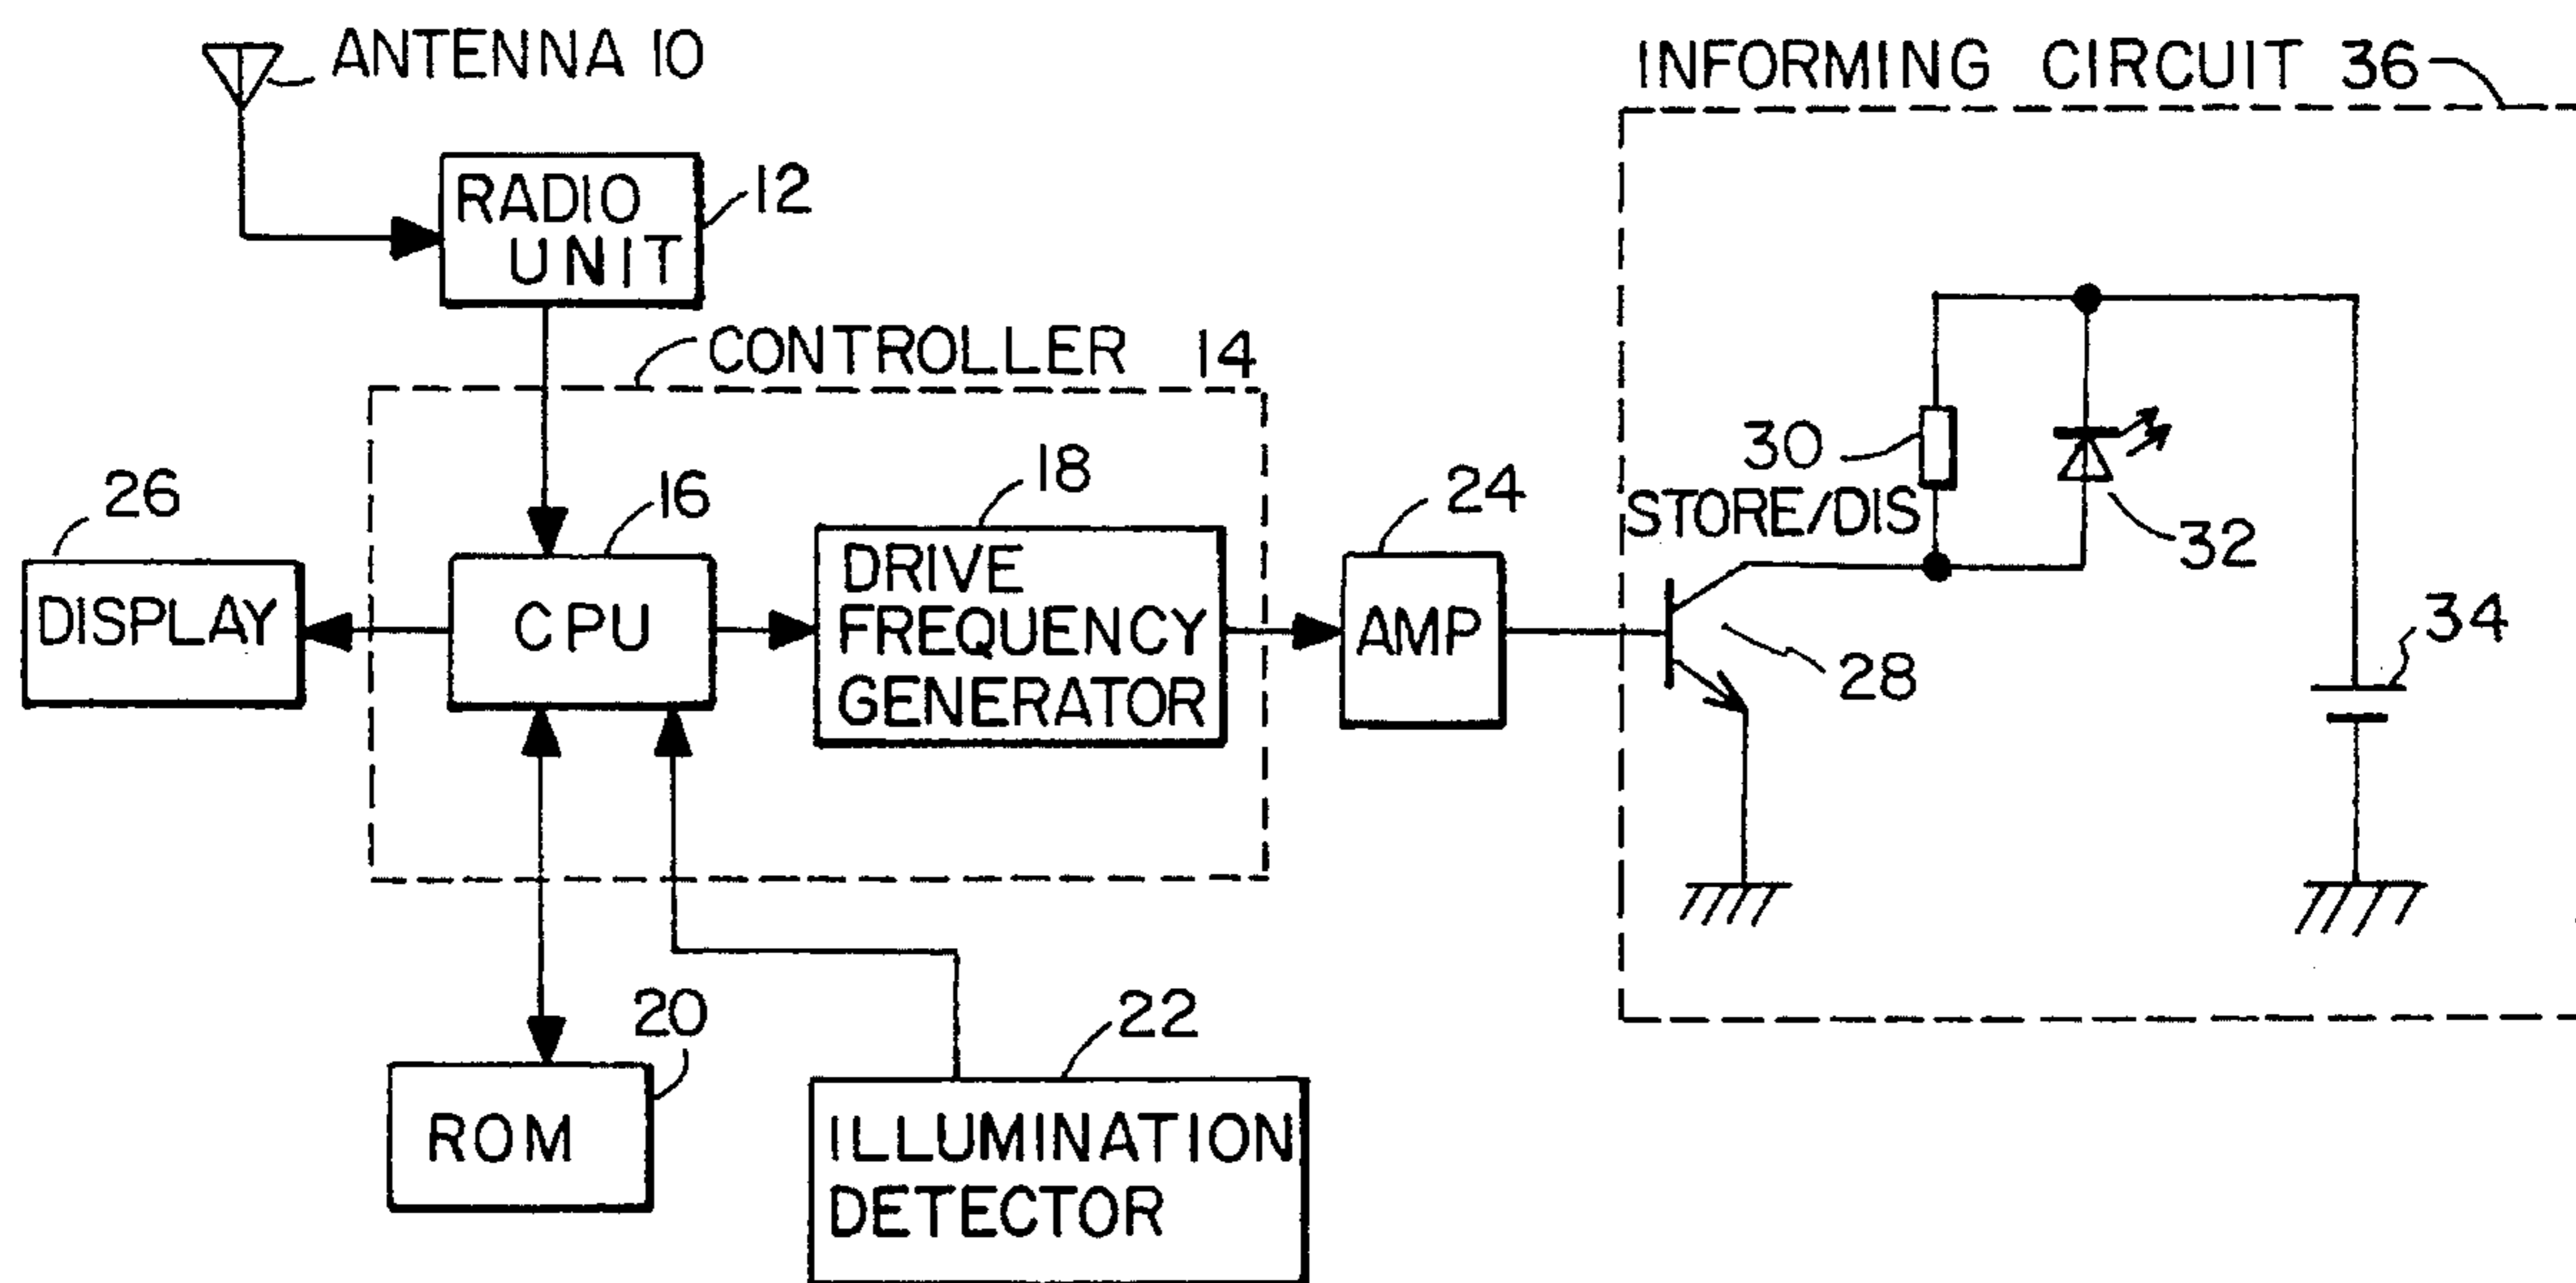 ANTENNA 10
INFORMING CIRCUIT 36
RADIO
UNIT
12
CONTROLLER 14
26
16
18
24
30
STORE/DIS
32
DISPLAY
CPU
DRIVE
FREQUENCY
GENERATOR
AMP
28
34
20
22
ROM
ILLUMINATION
DETECTOR